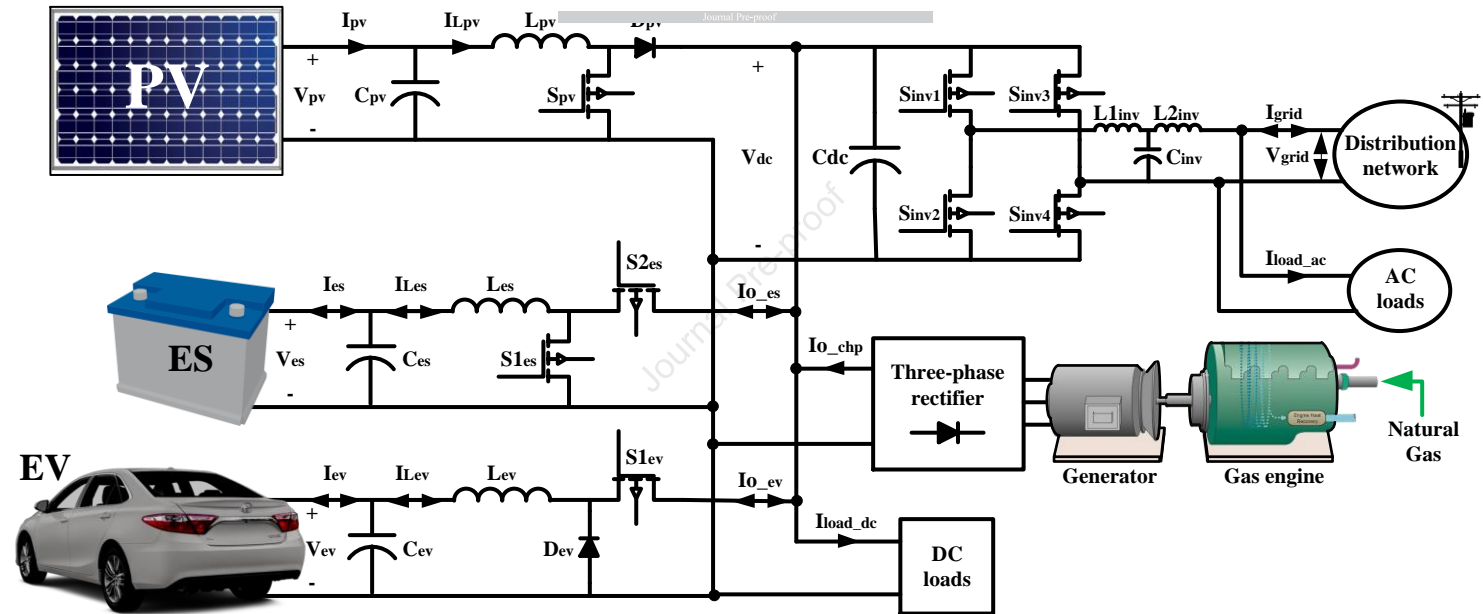 Journal Pre-proof
Ipv
ILpv
Lpv
Dpv
PV
+
Vpv
-
Cpv
Spv
+
Vdc
-
Cdc
Sinv1
Sinv3
Sinv2
Sinv4
L1inv
L2inv
Cinv
Igrid
Vgrid
Distribution
network
Iload_ac
AC
loads
Journal Pre-proof
ES
Ies
ILes
Les
S2es
Io_es
+
Ves
-
Ces
S1es
Io_chp
Three-phase
rectifier
Generator
Engine Heat
Recovery
Gas engine
Natural
Gas
EV
Iev
ILev
Lev
S1ev
Io_ev
+
Vev
-
Cev
Dev
Iload_dc
DC
loads